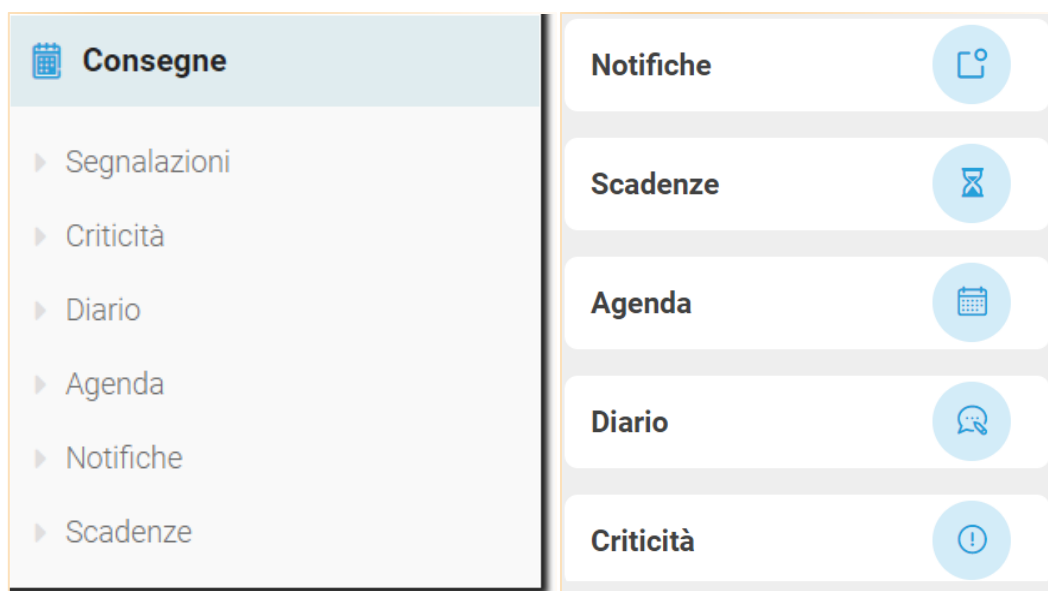 Consegne
Segnalazioni
Criticità
Diario
Agenda
Notifiche
Scadenze
Notifiche
Scadenze
Agenda
Diario
Criticità